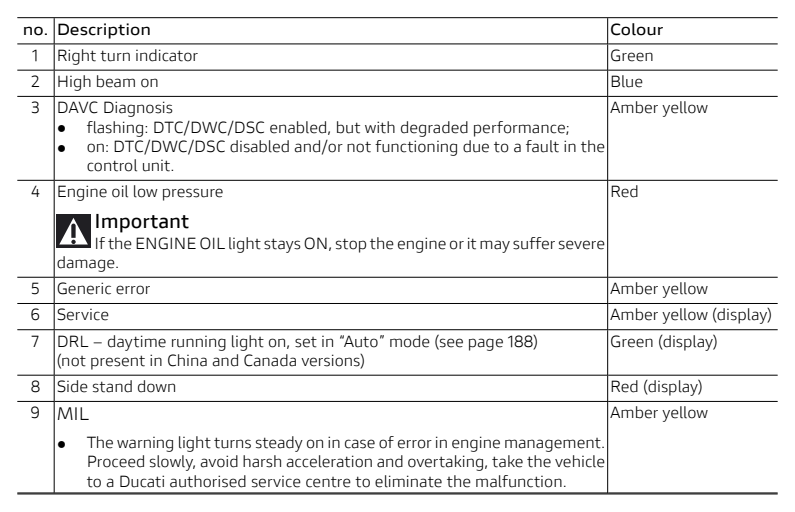 no. Description Colour
1 Right turn indicator Green
2 High beam on Blue
3 DAVC Diagnosis Amber yellow
● flashing: DTC/DWC/DSC enabled, but with degraded performance;
● on: DTC/DWC/DSC disabled and/or not functioning due to a fault in the
control unit.
4 Engine oil low pressure Red
Important
If the ENGINE OIL light stays ON, stop the engine or it may suffer severe
damage.
5 Generic error Amber yellow
6 Service Amber yellow (display)
7 DRL – daytime running light on, set in “Auto” mode (see page 188) Green (display)
(not present in China and Canada versions)
8 Side stand down Red (display)
9 MIL Amber yellow
● The warning light turns steady on in case of error in engine management.
Proceed slowly, avoid harsh acceleration and overtaking, take the vehicle
to a Ducati authorised service centre to eliminate the malfunction.